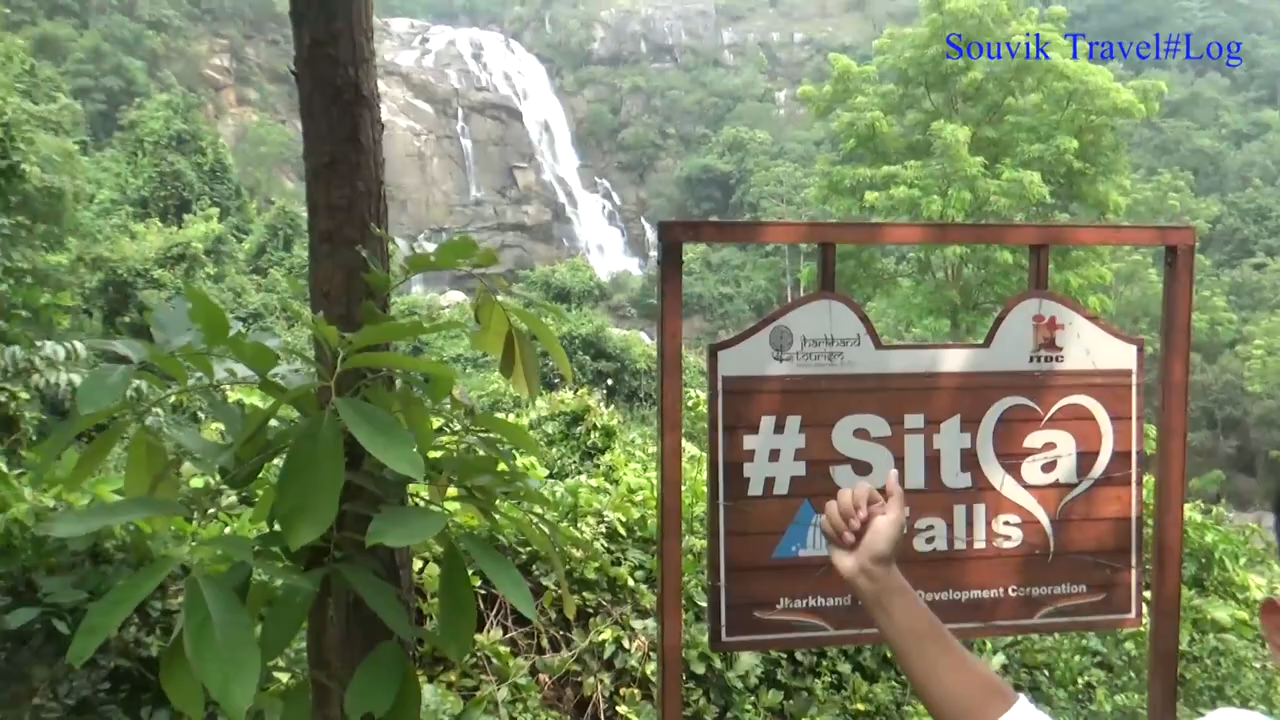 Souvik Travel#Log
jharkhand
tourism
JTDC
# Sita
Falls
Jharkhand Development Corporation